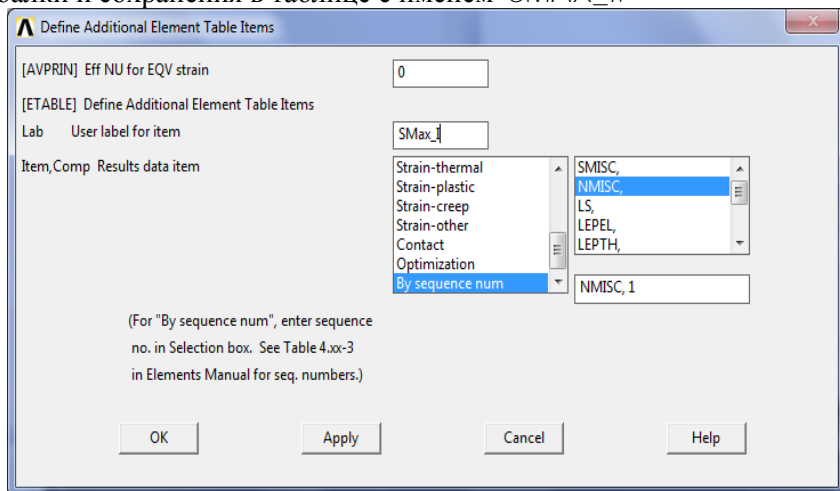 и сохранения в таблице с именем
Define Additional Element Table Items
[AVPRIN] Eff NU for EQV strain
0
[ETABLE] Define Additional Element Table Items
Lab User label for item
SMax_I
Item,Comp Results data item
Strain-thermal
Strain-plastic
Strain-creep
Strain-other
Contact
Optimization
By sequence num
SMISC,
NMISC,
LS,
LEPEL,
LEPTH,
NMISC, 1
(For "By sequence num", enter sequence
no. in Selection box. See Table 4.xx-3
in Elements Manual for seq. numbers.)
OK Apply Cancel Help